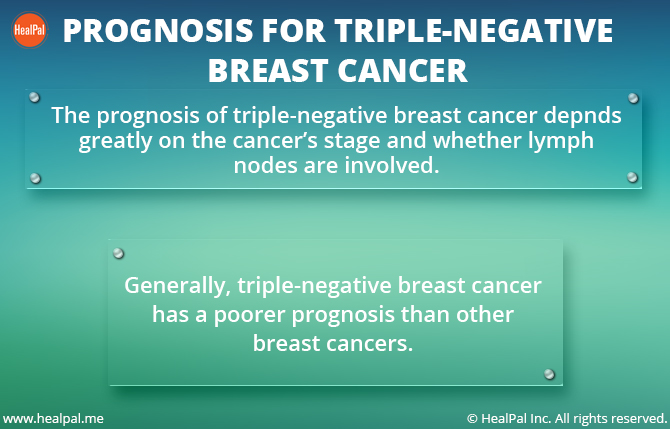 HealPal
PROGNOSIS FOR TRIPLE-NEGATIVE
BREAST CANCER
The prognosis of triple-negative breast cancer depnds
greatly on the cancer's stage and whether lymph
nodes are involved.
Generally, triple-negative breast cancer
has a poorer prognosis than other
breast cancers.
www.healpal.me
© HealPal Inc. All rights reserved.